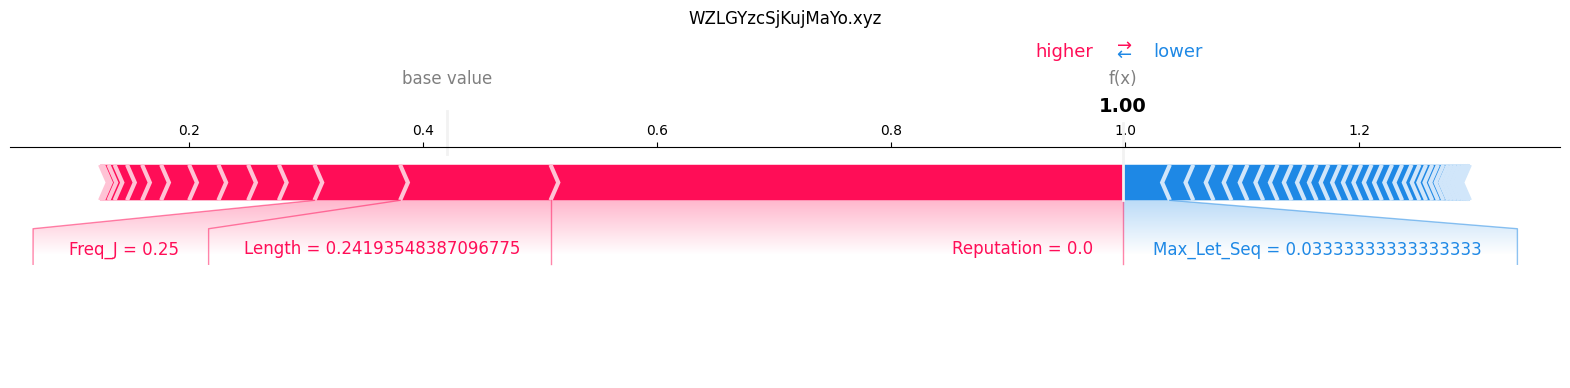 WZLGYzcSjKujMaYo.xyz
higher → ← lower
base value
f(x)
1.00
0.2 0.4 0.6 0.8 1.0 1.2
Freq_J = 0.25
Length = 0.24193548387096775
Reputation = 0.0
Max_Let_Seq = 0.03333333333333333